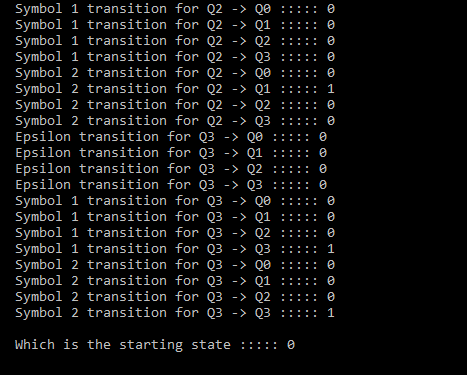 Symbol 1 transition for Q2 -> Q0 ::::: 0
Symbol 1 transition for Q2 -> Q1 ::::: 0
Symbol 1 transition for Q2 -> Q2 ::::: 0
Symbol 1 transition for Q2 -> Q3 ::::: 0
Symbol 2 transition for Q2 -> Q0 ::::: 0
Symbol 2 transition for Q2 -> Q1 ::::: 1
Symbol 2 transition for Q2 -> Q2 ::::: 0
Symbol 2 transition for Q2 -> Q3 ::::: 0
Epsilon transition for Q3 -> Q0 ::::: 0
Epsilon transition for Q3 -> Q1 ::::: 0
Epsilon transition for Q3 -> Q2 ::::: 0
Epsilon transition for Q3 -> Q3 ::::: 0
Symbol 1 transition for Q3 -> Q0 ::::: 0
Symbol 1 transition for Q3 -> Q1 ::::: 0
Symbol 1 transition for Q3 -> Q2 ::::: 0
Symbol 1 transition for Q3 -> Q3 ::::: 1
Symbol 2 transition for Q3 -> Q0 ::::: 0
Symbol 2 transition for Q3 -> Q1 ::::: 0
Symbol 2 transition for Q3 -> Q2 ::::: 0
Symbol 2 transition for Q3 -> Q3 ::::: 1
Which is the starting state ::::: 0